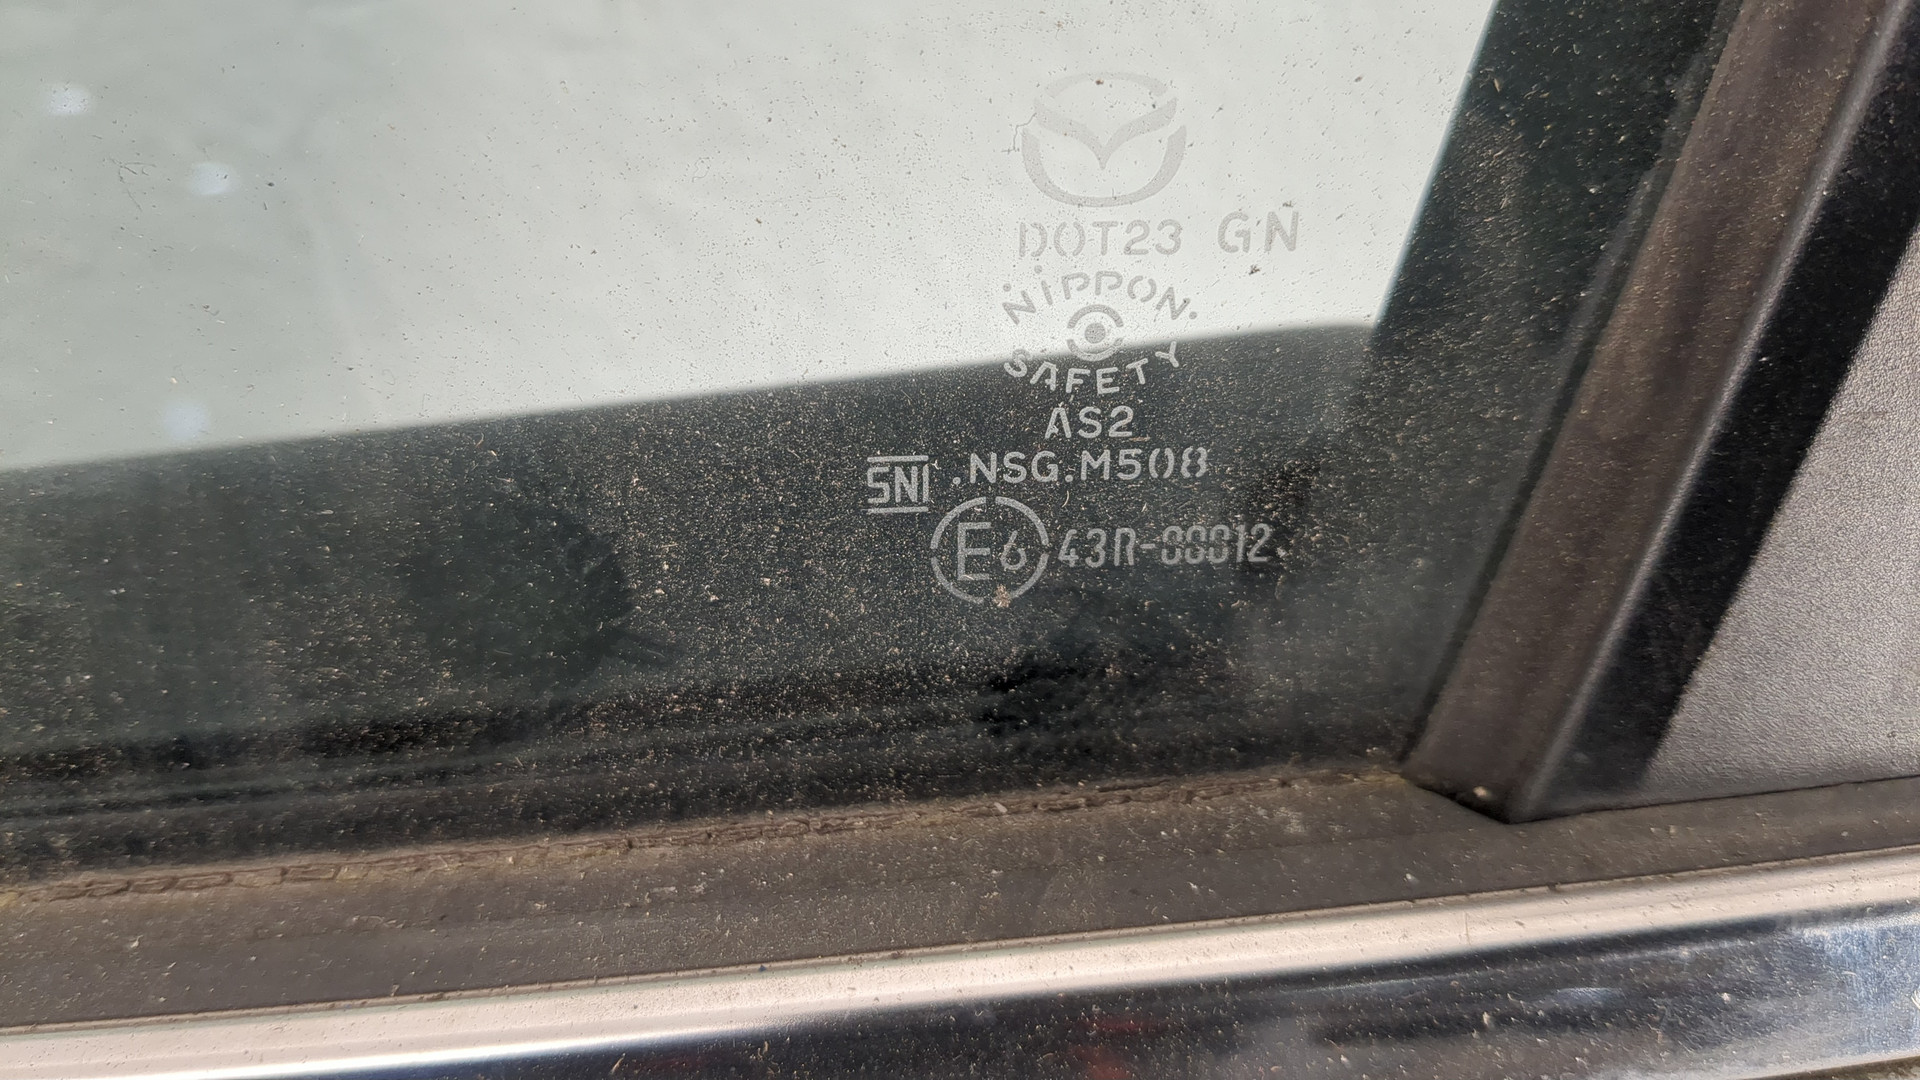 DOT23 GN
NIPPON
SAFETY
AS2
SNI .NSG.M508
E6 43R-00012